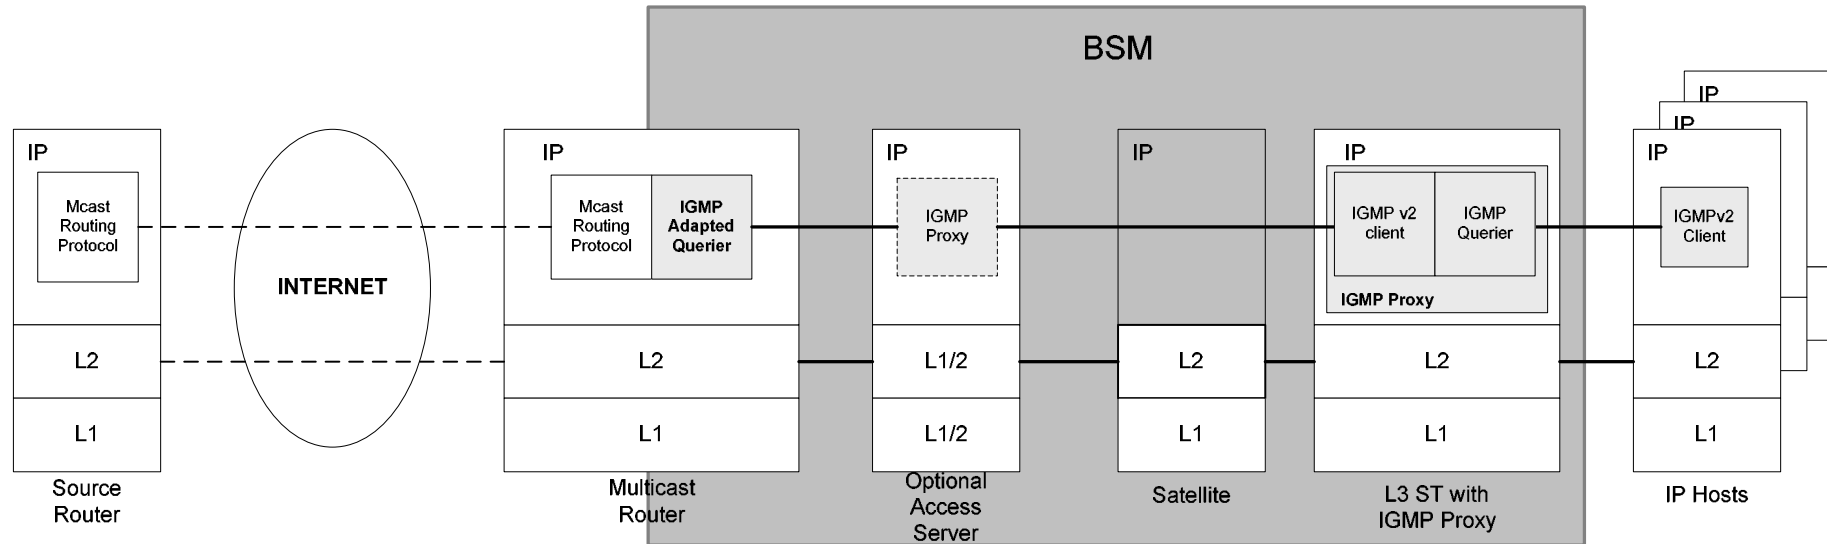 BSM
IP
IP
IP
IP
IP
IP
IP
IP
Mcast
Routing
Protocol
INTERNET
Mcast
Routing
Protocol
IGMP
Adapted
Querier
IGMP
Proxy
IGMP v2
client
IGMP
Querier
IGMP Proxy
IGMPv2
Client
L2
L2
L1/2
L2
L2
L2
L1
L1
L1/2
L1
L1
L1
Source
Router
Multicast
Router
Optional
Access
Server
Satellite
L3 ST with
IGMP Proxy
IP Hosts